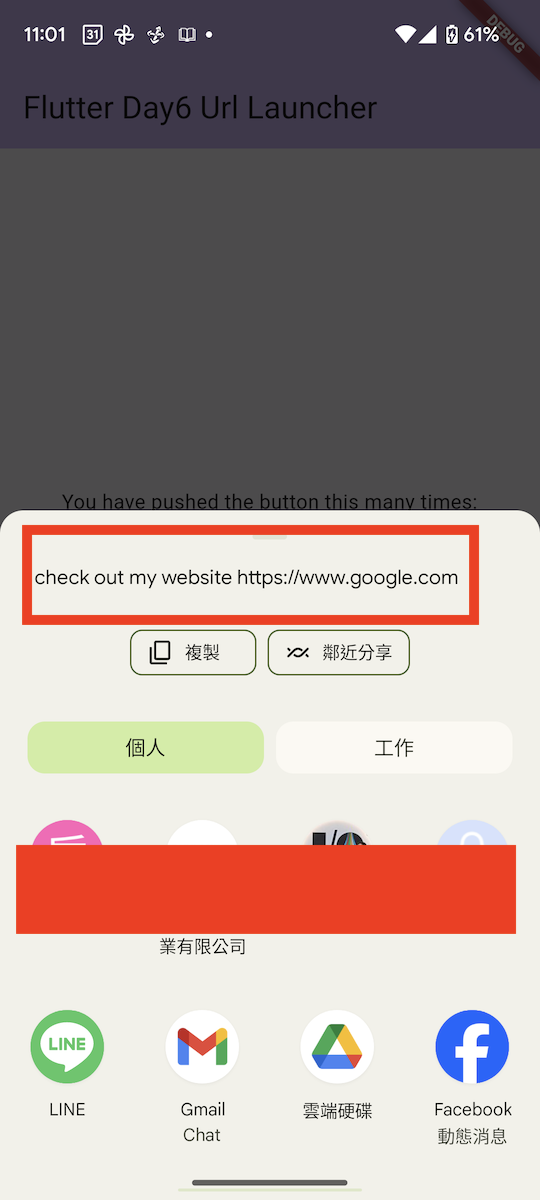 11:01
31
61%
DEBUG
Flutter Day6 Url Launcher
You have pushed the button this many times:
check out my website https://www.google.com
複製
鄰近分享
個人
工作
業有限公司
LINE
LINE
Gmail
Chat
雲端硬碟
Facebook
動態消息